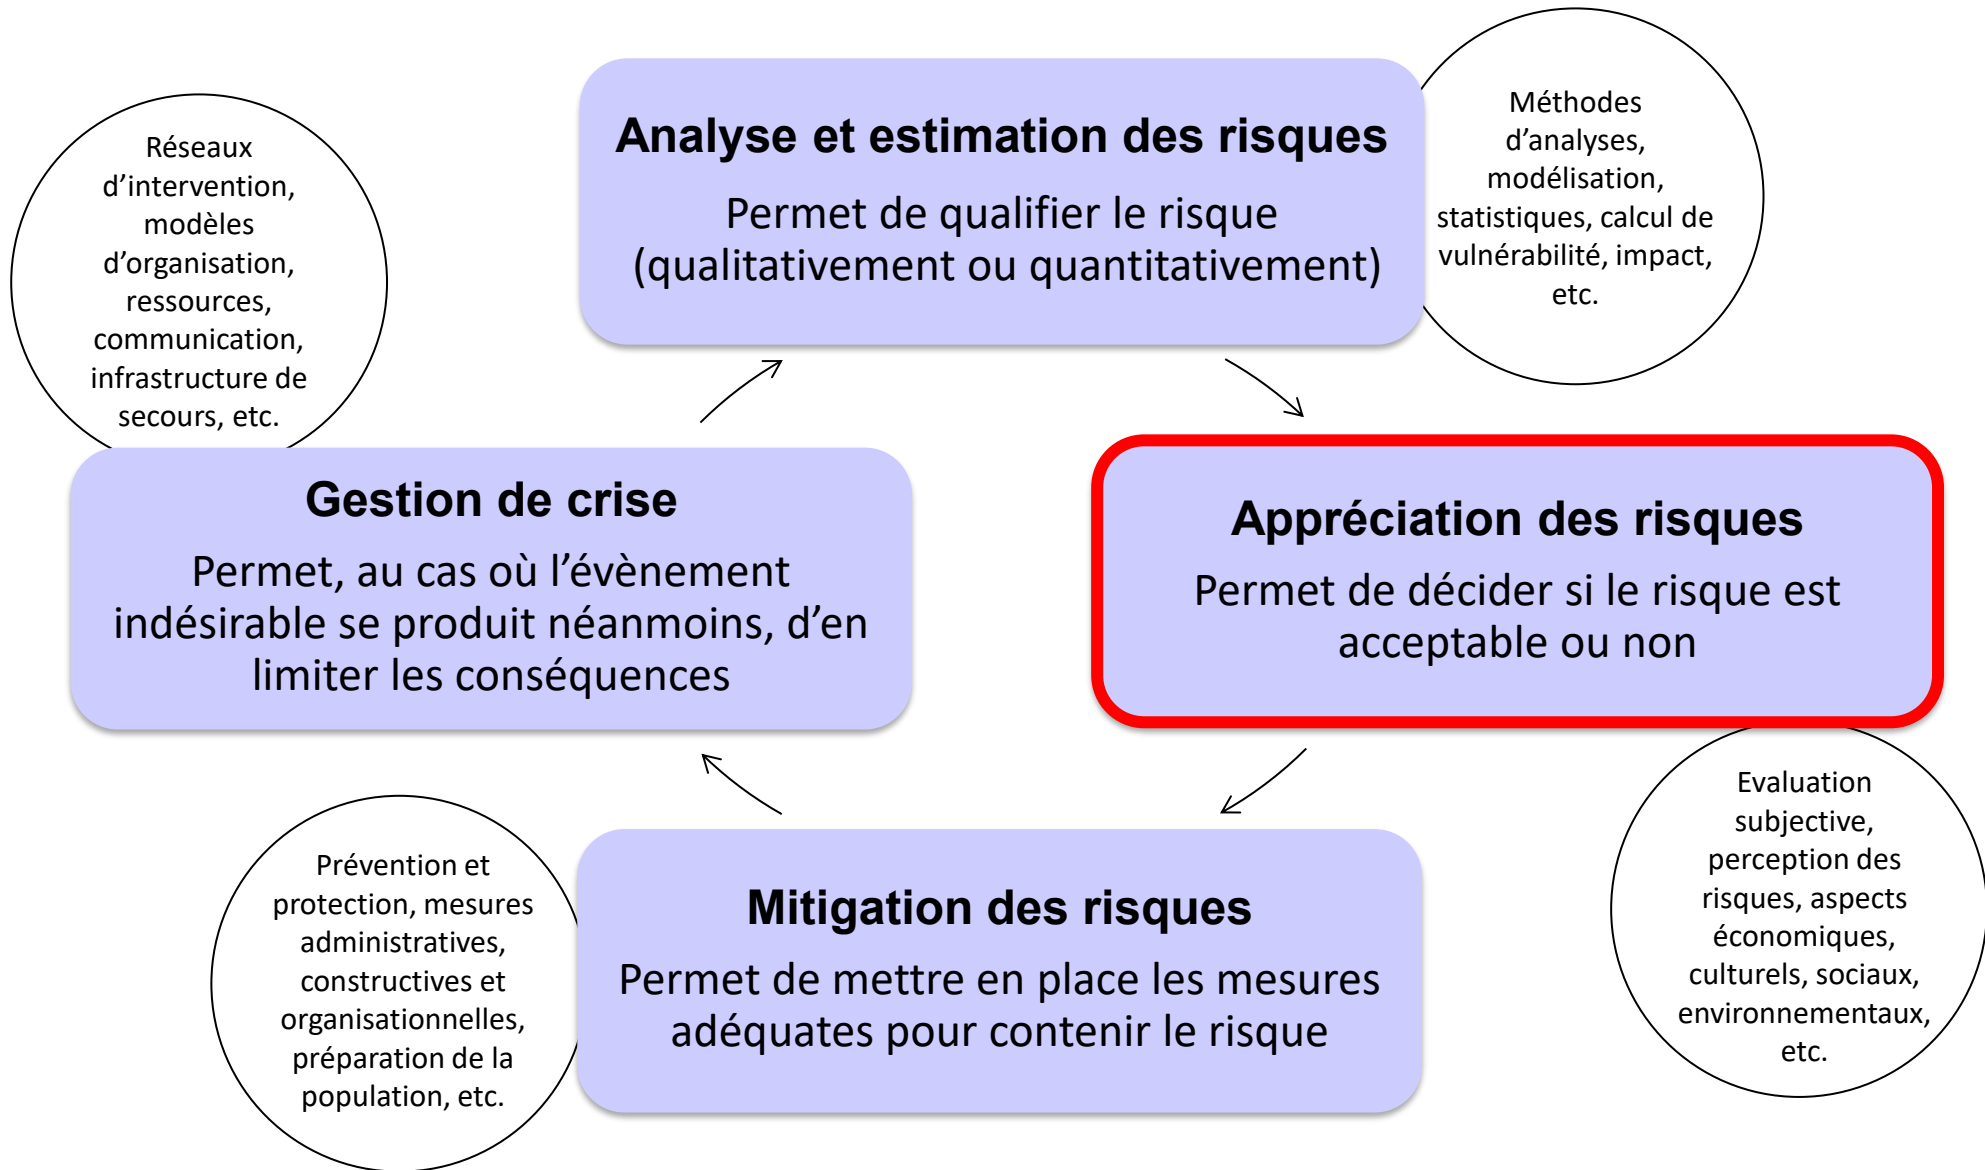 Analyse et estimation des risques
Permet de qualifier le risque
(qualitativement ou quantitativement)
Méthodes
d’analyses,
modélisation,
statistiques, calcul de
vulnérabilité, impact,
etc.
Réseaux
d’intervention,
modèles
d’organisation,
ressources,
communication,
infrastructure de
secours, etc.
Gestion de crise
Permet, au cas où l’évènement
indésirable se produit néanmoins, d’en
limiter les conséquences
Appréciation des risques
Permet de décider si le risque est
acceptable ou non
Evaluation
subjective,
perception des
risques, aspects
économiques,
culturels, sociaux,
environnementaux,
etc.
Prévention et
protection, mesures
administratives,
constructives et
organisationnelles,
préparation de la
population, etc.
Mitigation des risques
Permet de mettre en place les mesures
adéquates pour contenir le risque